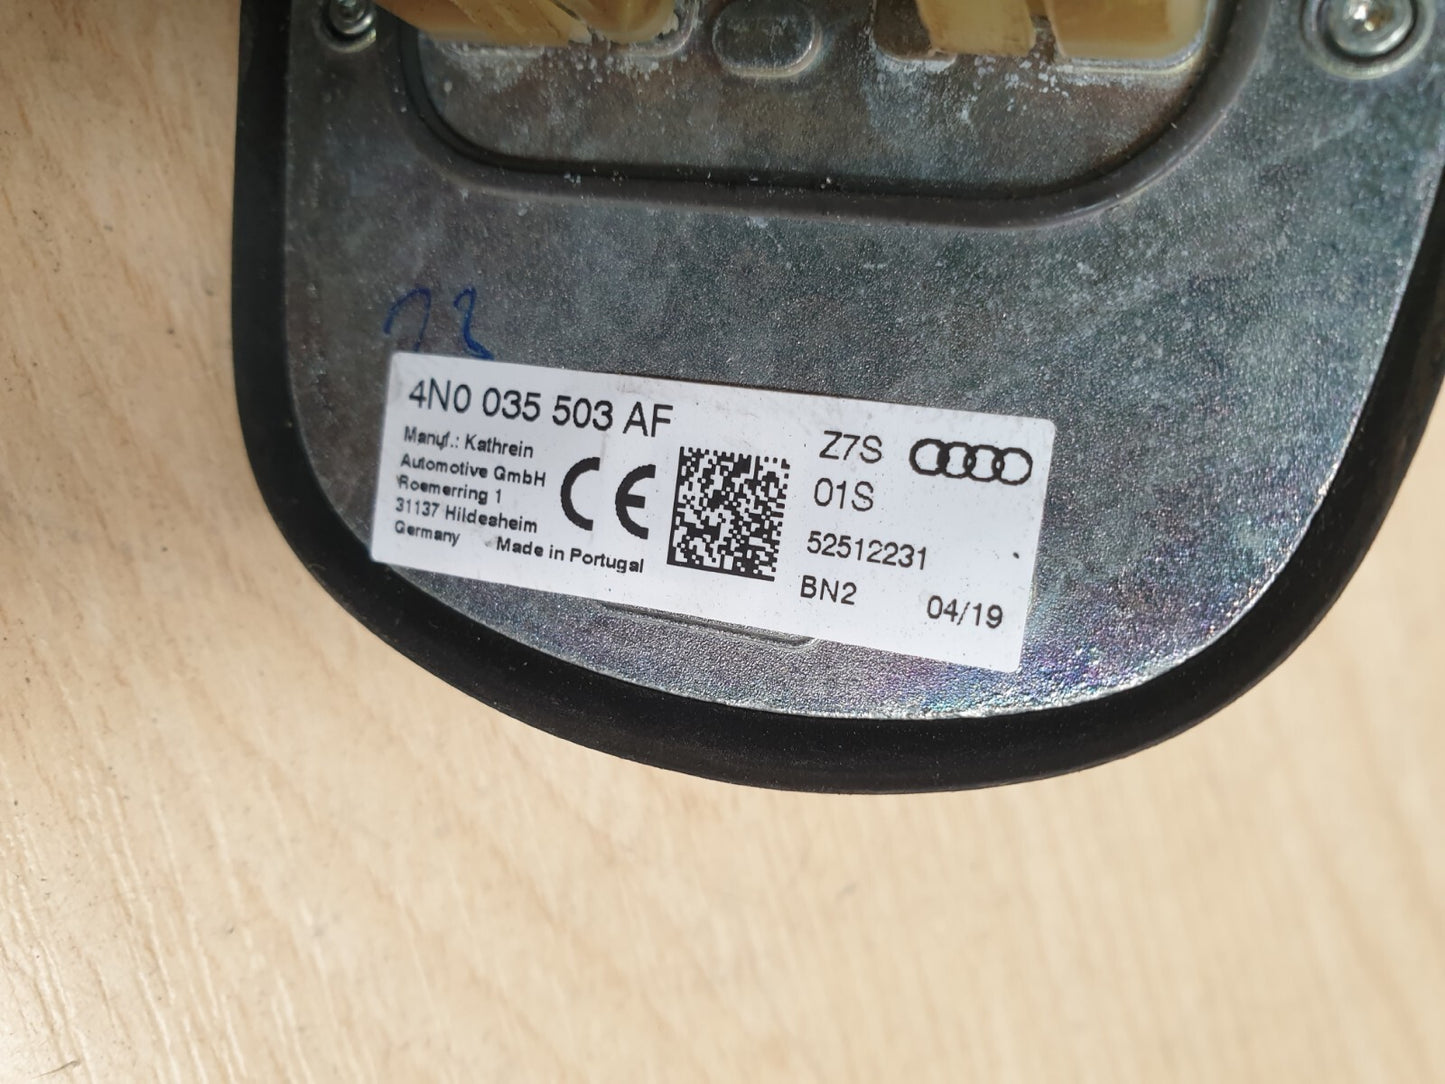 13
4N0 035 503 AF
Manuf.: Kathrein
Automotive GmbH
Roemerring 1
31137 Hildesheim
Germany
Made in Portugal
CE
Z7S
01S
52512231
BN2
04/19